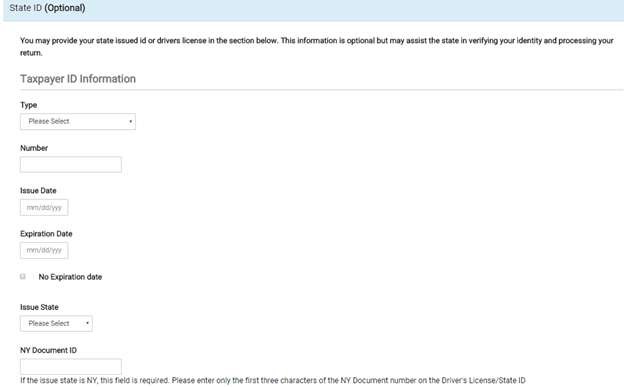 State ID (Optional)
You may provide your state issued id or drivers license in the section below. This information is optional but may assist the state in verifying your identity and processing your
return.
Taxpayer ID Information
Type
Please Select
Number
Issue Date
mm/dd/yyy
Expiration Date
mm/dd/yyy
No Expiration date
Issue State
Please Select
NY Document ID
If the issue state is NY, this field is required. Please enter only the first three characters of the NY Document number on the Driver's License/State ID